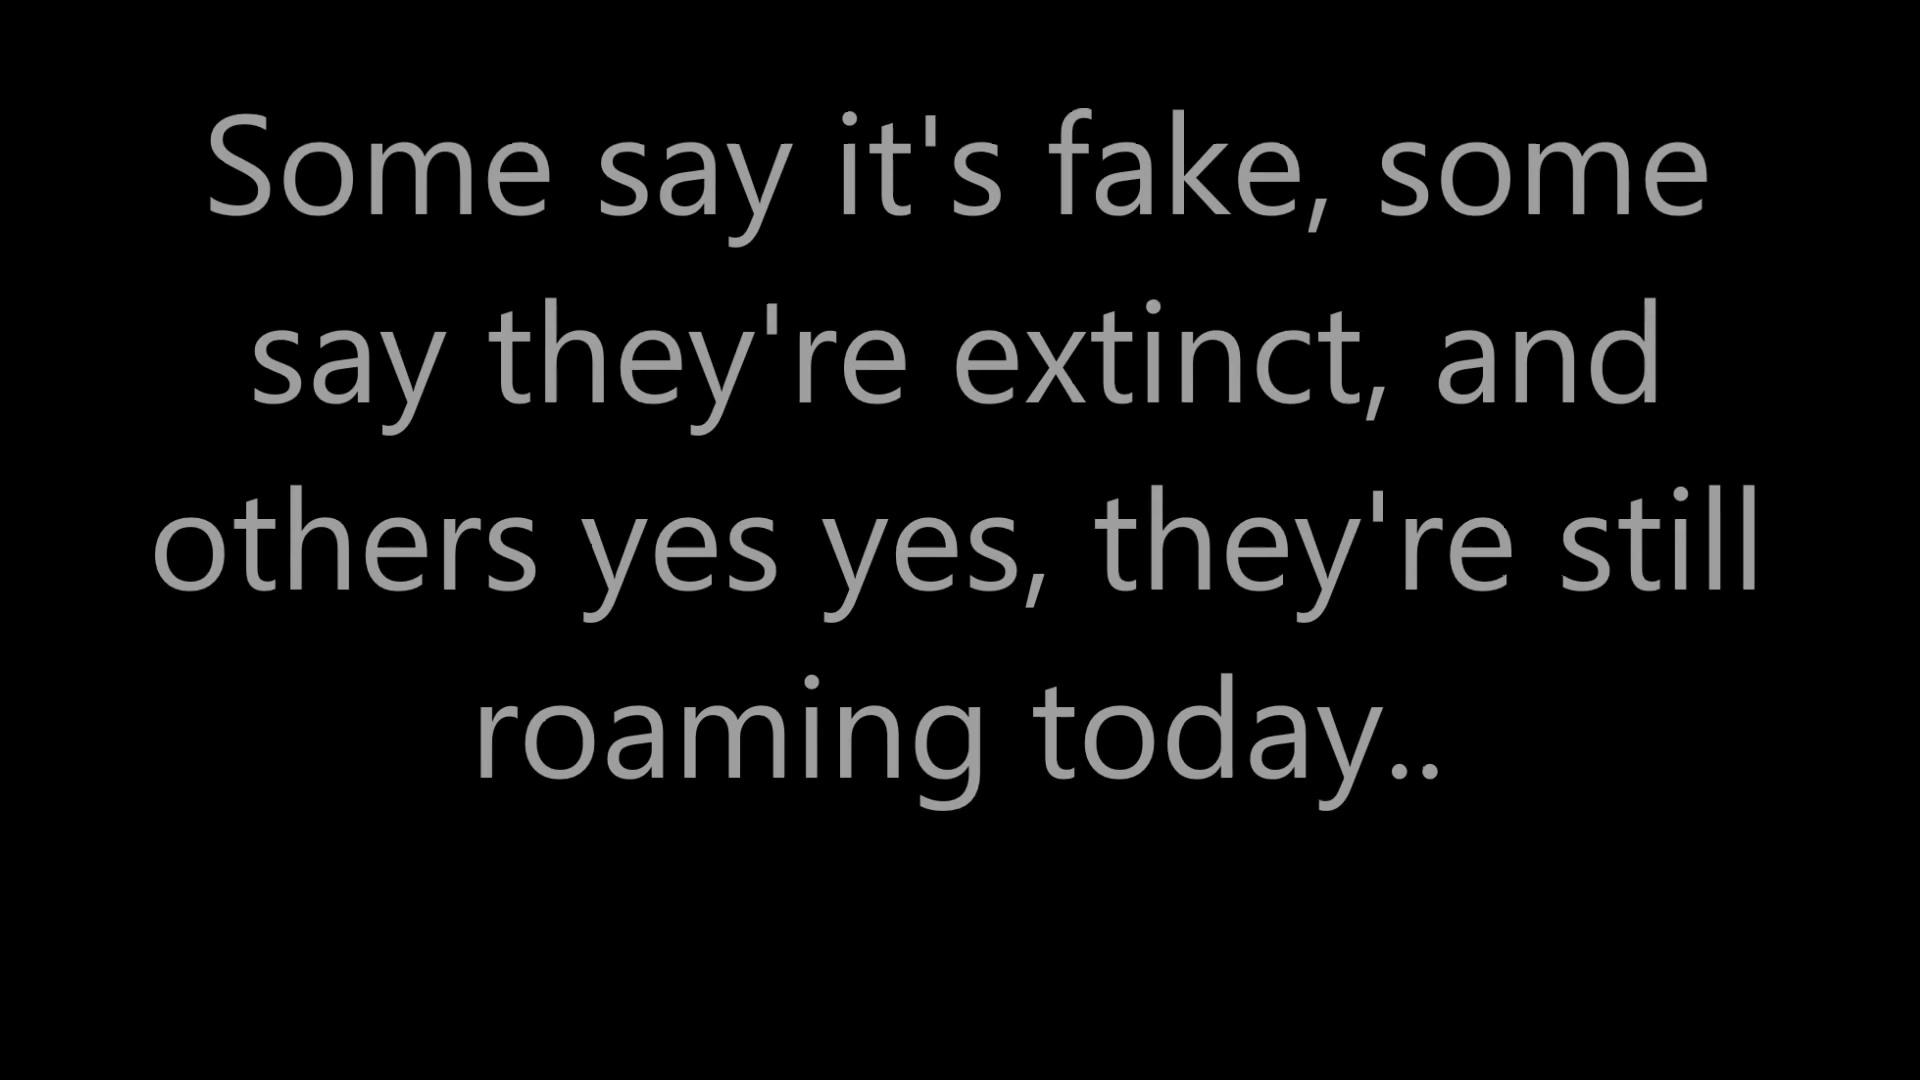 Some say it's fake, some
say they're extinct, and
others yes yes, they're still
roaming today..